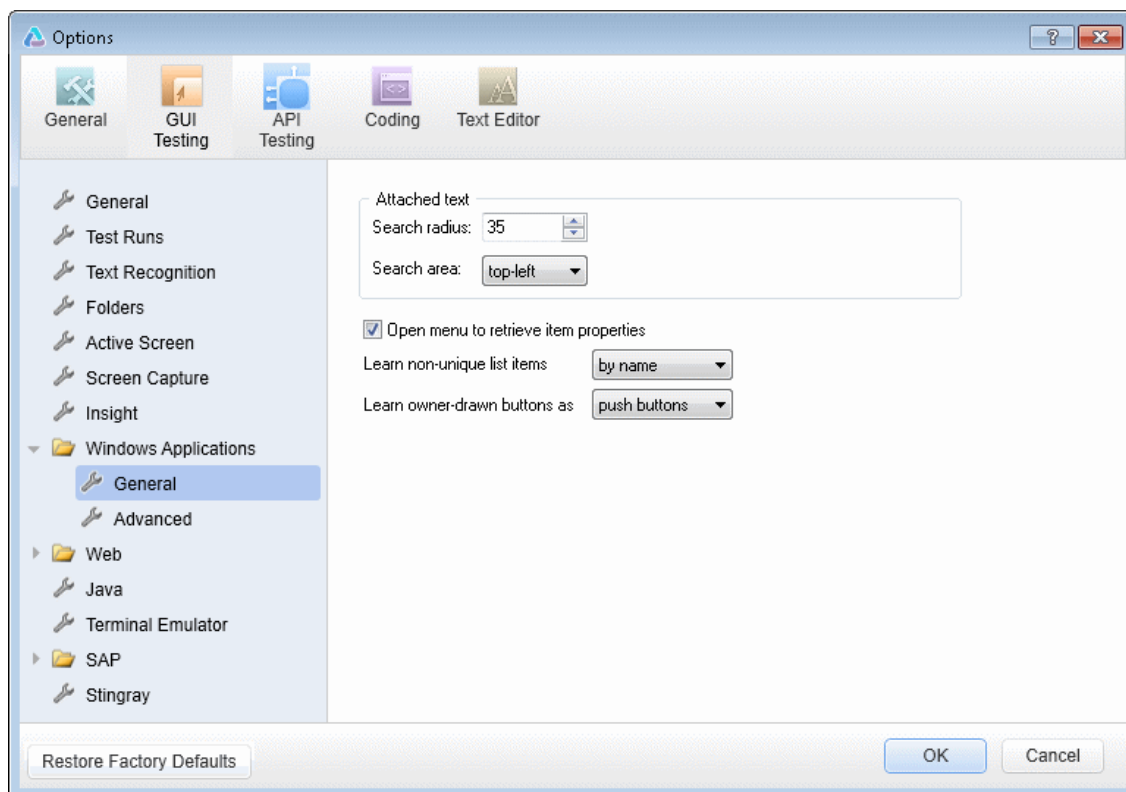 Options
General
GUI
Testing
API
Testing
Coding
Text Editor
General
Test Runs
Text Recognition
Folders
Active Screen
Screen Capture
Insight
Windows Applications
General
Advanced
Web
Java
Terminal Emulator
SAP
Stingray
Attached text
Search radius: 35
Search area: top-left
Open menu to retrieve item properties
Learn non-unique list items by name
Learn owner-drawn buttons as push buttons
Restore Factory Defaults
OK
Cancel